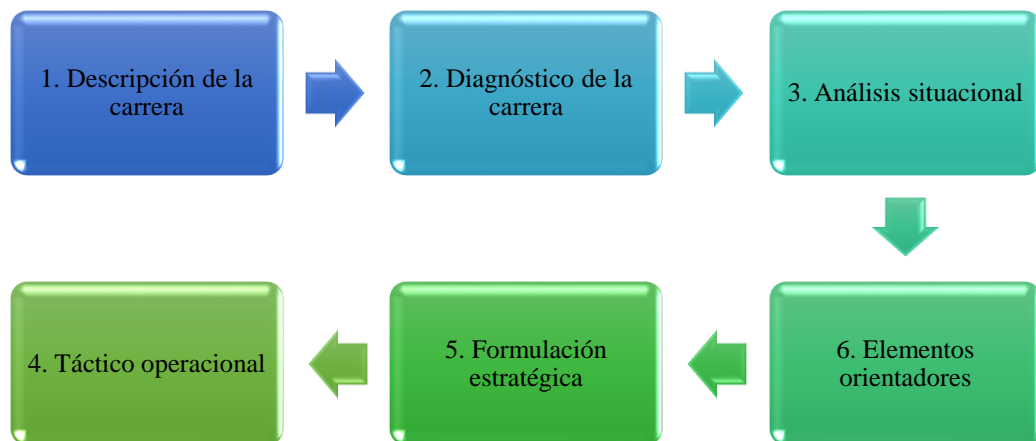 1. Descripción de la
carrera
2. Diagnóstico de la
carrera
3. Análisis situacional
6. Elementos
orientadores
5. Formulación
estratégica
4. Táctico operacional